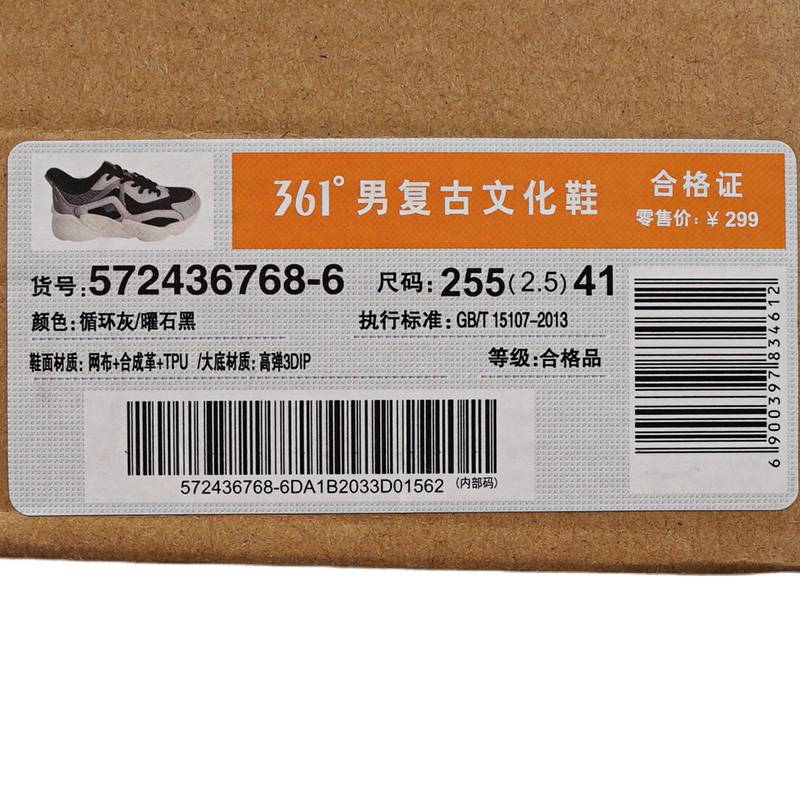 361° 男复古文化鞋
合格证
零售价：￥ 299
货号：572436768-6 尺码：255(2.5)41
颜色：循环灰/曜石黑 执行标准：GB/T 15107-2013
鞋面材质：网布+合成革+TPU /大底材质：高弹3DIP 等级：合格品
572436768-6DA1B2033D01562 (内部码)
6 900397 834612